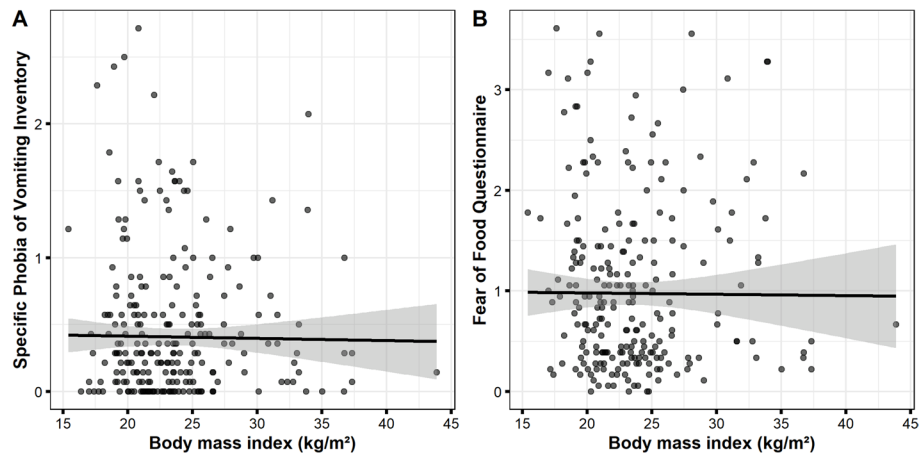 A
B
Specific Phobia of Vomiting Inventory
2
1
0
15 20 25 30 35 40 45
Body mass index (kg/m²)
Fear of Food Questionnaire
3
2
1
0
15 20 25 30 35 40 45
Body mass index (kg/m²)